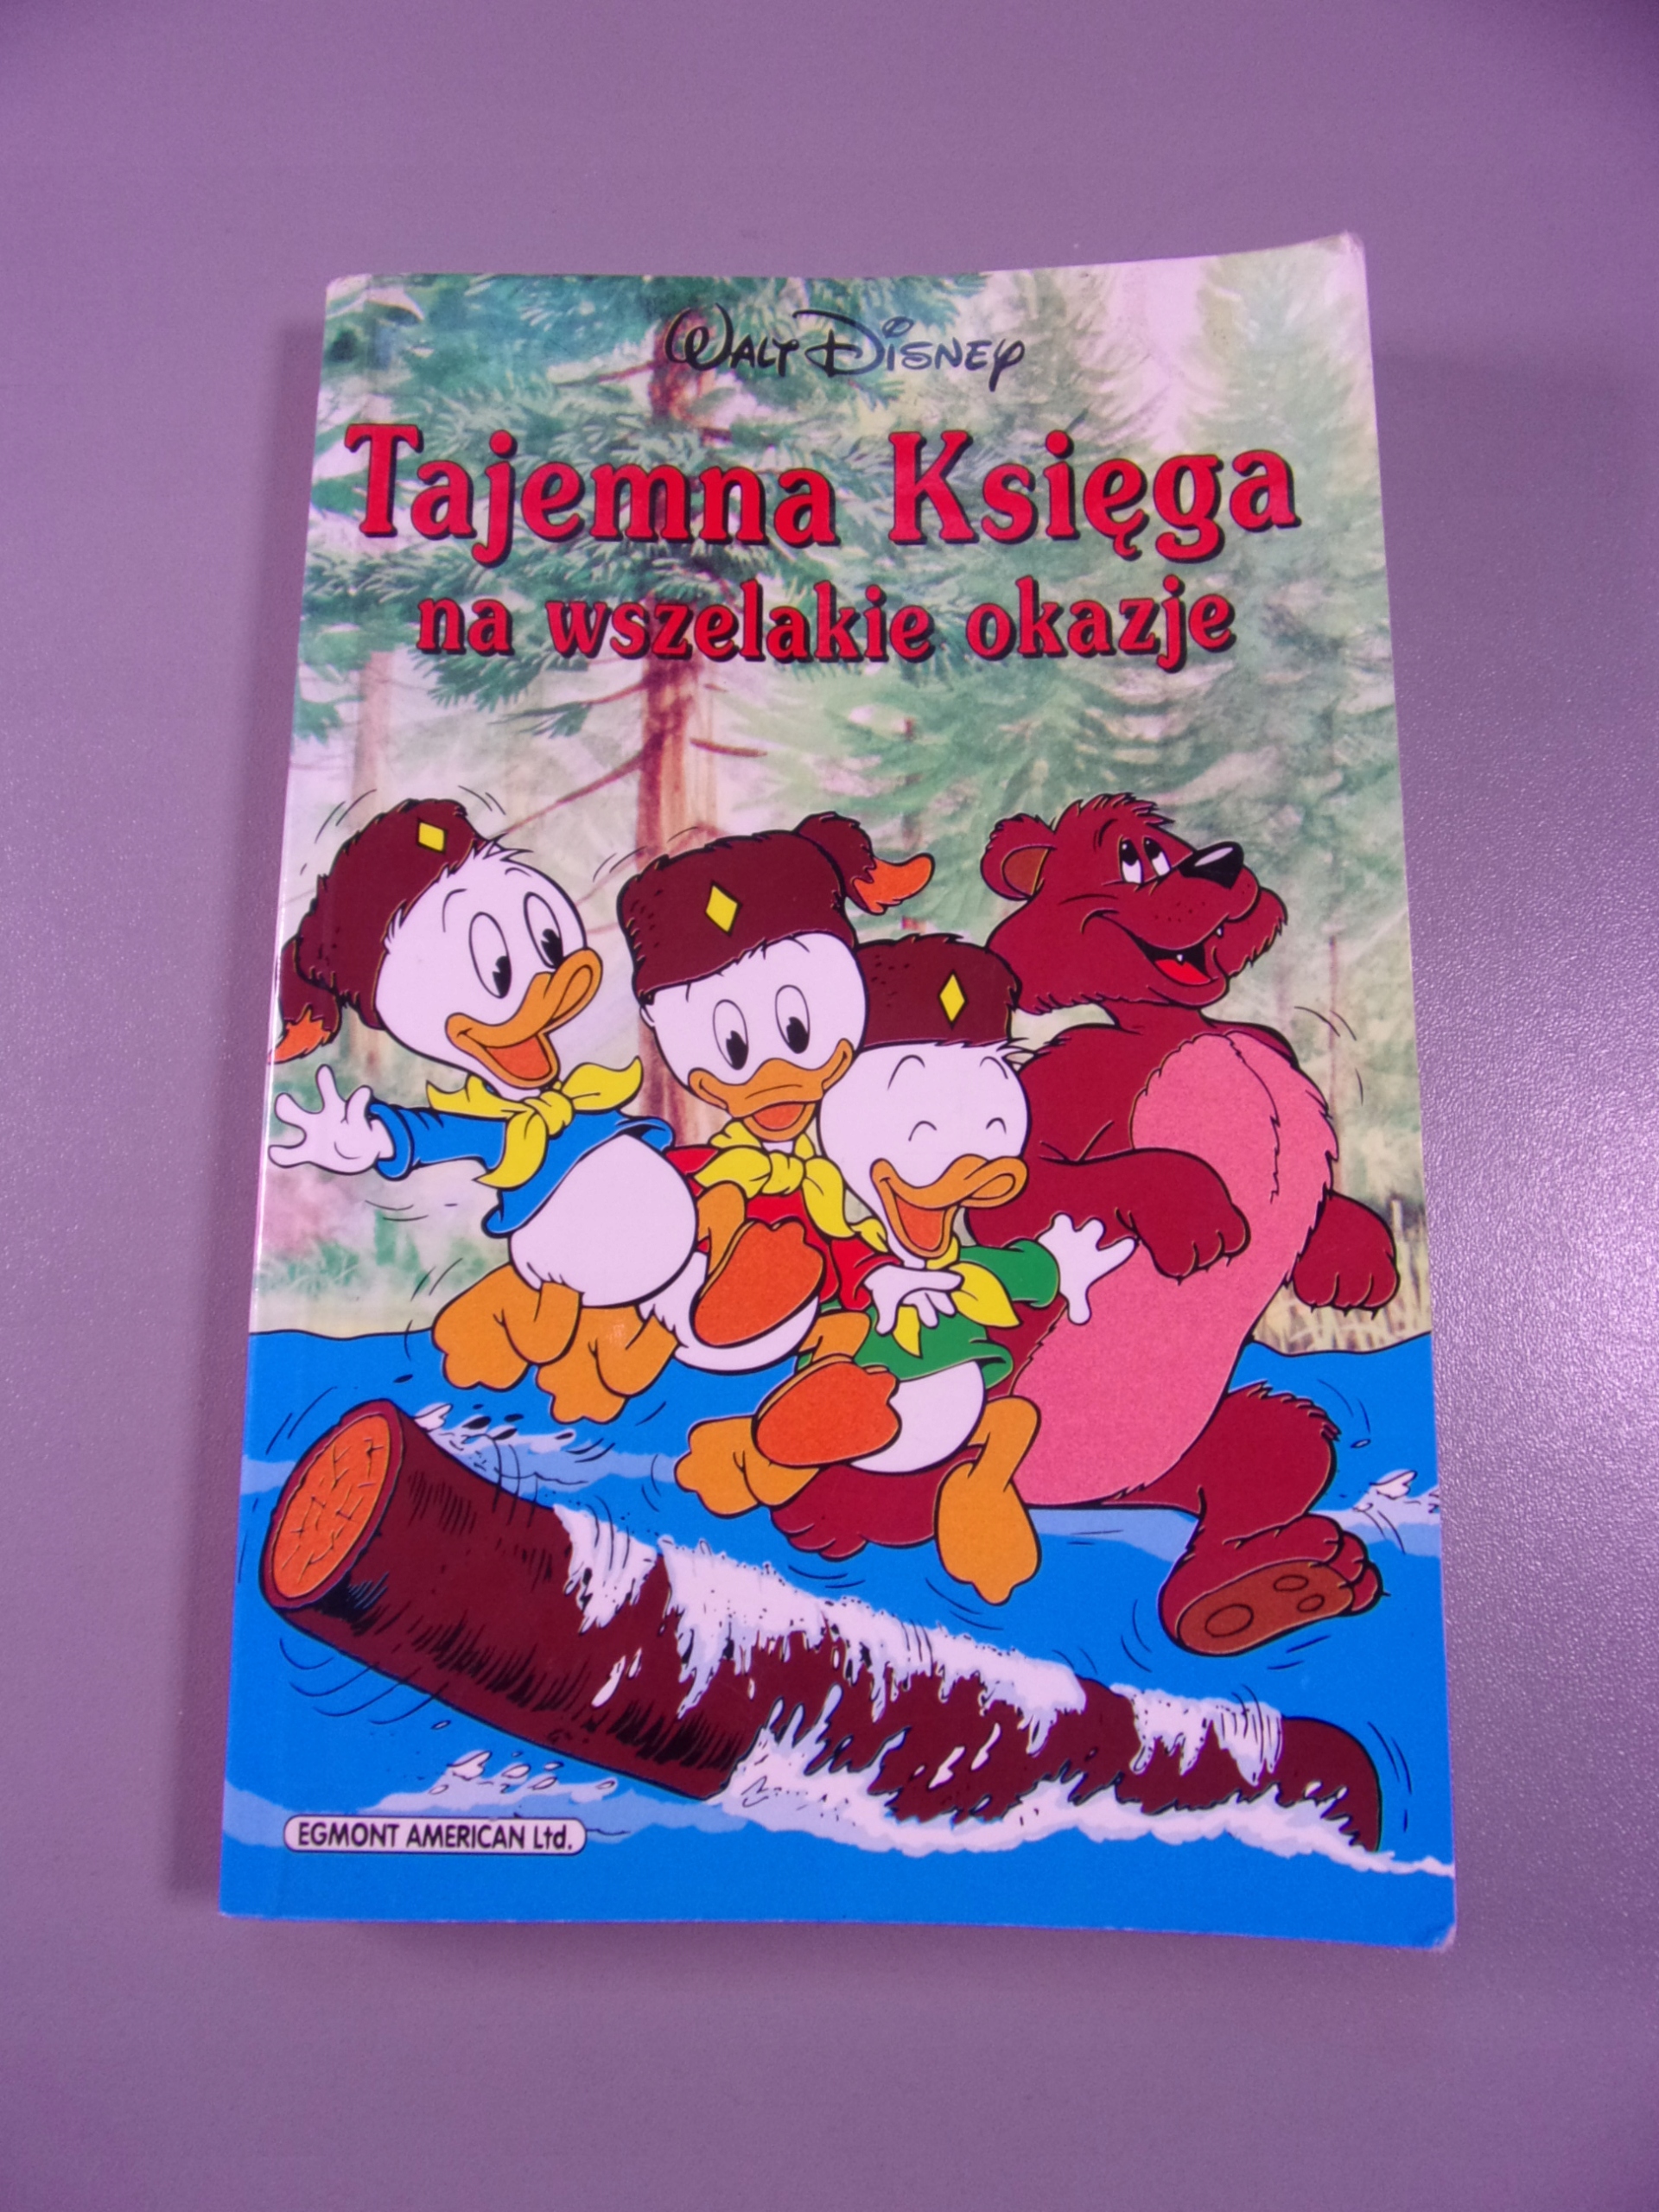 Walt Disney
Tajemna Księga
na wszelakie okazje
EGMONT AMERICAN Ltd.